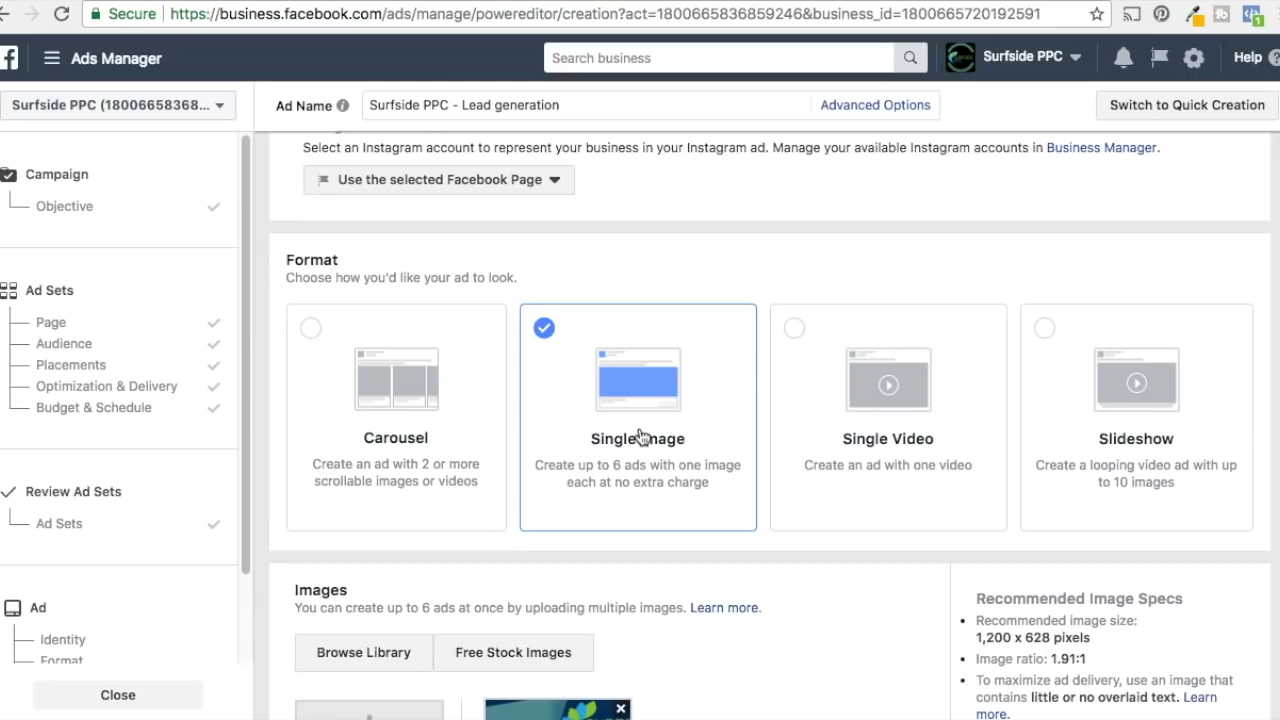 Secure
https://business.facebook.com/ads/manage/powereditor/creation?act=1800665836859246&business_id=1800665720192591
Ads Manager
Search business
Surfside PPC
Help
Surfside PPC (18006658368...
Ad Name
Surfside PPC - Lead generation
Advanced Options
Switch to Quick Creation
Campaign
Objective
Ad Sets
Page
Audience
Placements
Optimization & Delivery
Budget & Schedule
Review Ad Sets
Ad Sets
Ad
Identity
Format
Close
Select an Instagram account to represent your business in your Instagram ad. Manage your available Instagram accounts in Business Manager.
Use the selected Facebook Page
Format
Choose how you'd like your ad to look.
Carousel
Create an ad with 2 or more
scrollable images or videos
Single Image
Create up to 6 ads with one image
each at no extra charge
Single Video
Create an ad with one video
Slideshow
Create a looping video ad with up
to 10 images
Images
You can create up to 6 ads at once by uploading multiple images. Learn more.
Browse Library
Free Stock Images
Recommended Image Specs
Recommended image size:
1,200 x 628 pixels
Image ratio: 1.91:1
To maximize ad delivery, use an image that
contains little or no overlaid text. Learn
more.